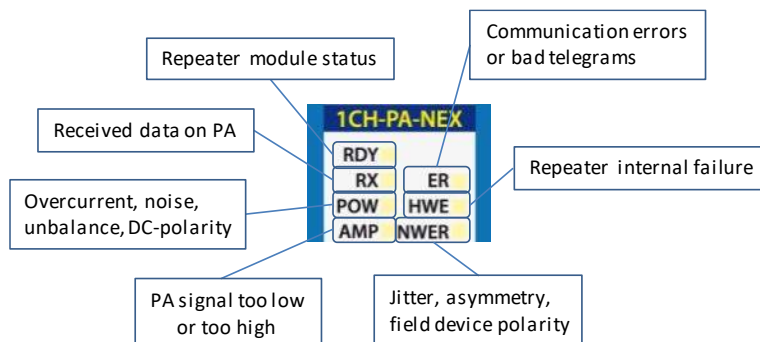 Communication errors
or bad telegrams
Repeater module status
1CH-PA-NEX
Received data on PA
RDY
RX ER
Repeater internal failure
POW HWE
AMP NWER
Overcurrent, noise,
unbalance, DC-polarity
PA signal too low
or too high
Jitter, asymmetry,
field device polarity